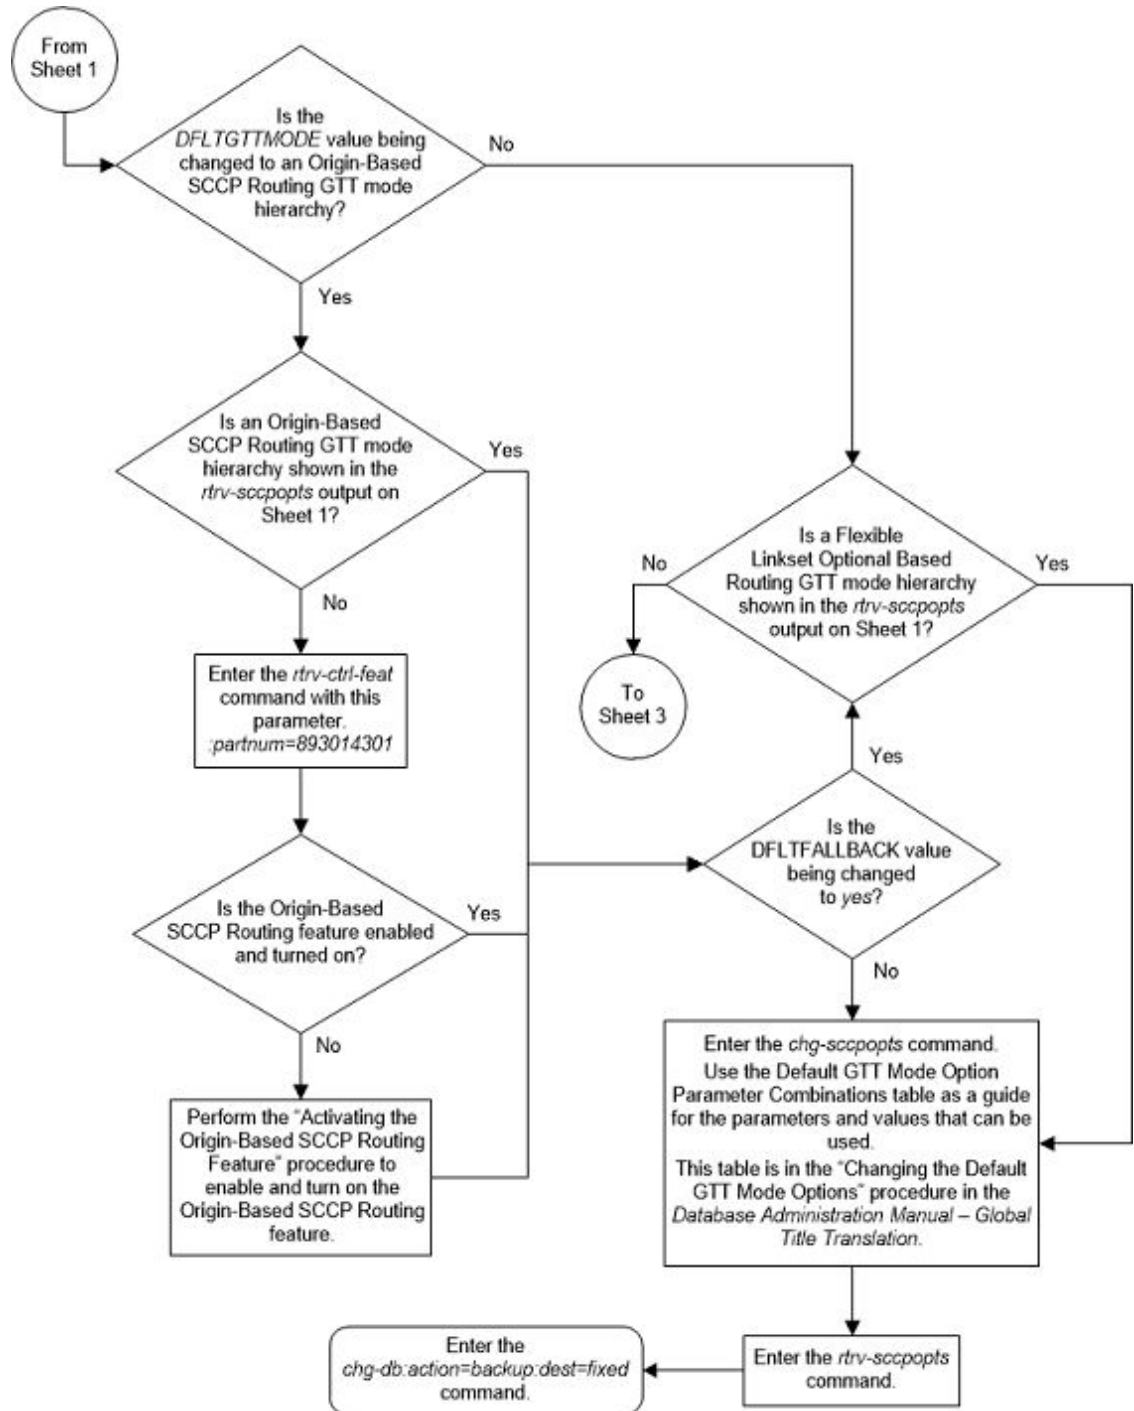 From
Sheet 1
Is the
DFLTGTTMODE value being
changed to an Origin-Based
SCCP Routing GTT mode
hierarchy?
No
Yes
Is an Origin-Based
SCCP Routing GTT mode
hierarchy shown in the
rtrv-sccpopts output on
Sheet 1?
Yes
No
Enter the rtrv-ctrl-feat
command with this
parameter.
:partnum=893014301
Is the Origin-Based
SCCP Routing feature enabled
and turned on?
Yes
No
Perform the "Activating the
Origin-Based SCCP Routing
Feature" procedure to
enable and turn on the
Origin-Based SCCP Routing
feature.
Is a Flexible
Linkset Optional Based
Routing GTT mode hierarchy
shown in the rtrv-sccpopts
output on Sheet 1?
No
Yes
To
Sheet 3
Yes
Is the
DFLTFALLBACK value
being changed
to yes?
No
Enter the chg-sccpopts command.
Use the Default GTT Mode Option
Parameter Combinations table as a guide
for the parameters and values that can be
used.
This table is in the "Changing the Default
GTT Mode Options" procedure in the
Database Administration Manual – Global
Title Translation.
Enter the rtrv-sccpopts
command.
Enter the
chg-db:action=backup:dest=fixed
command.